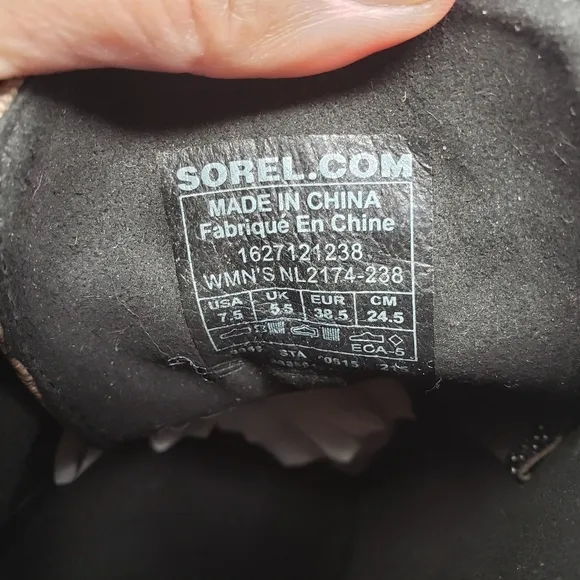 SOREL.COM
MADE IN CHINA
Fabriqué En Chine
1627121238
WMN'S NL2174-238
USA UK EUR CM
7.5 5.5 38.5 24.5
ECA-5
STA